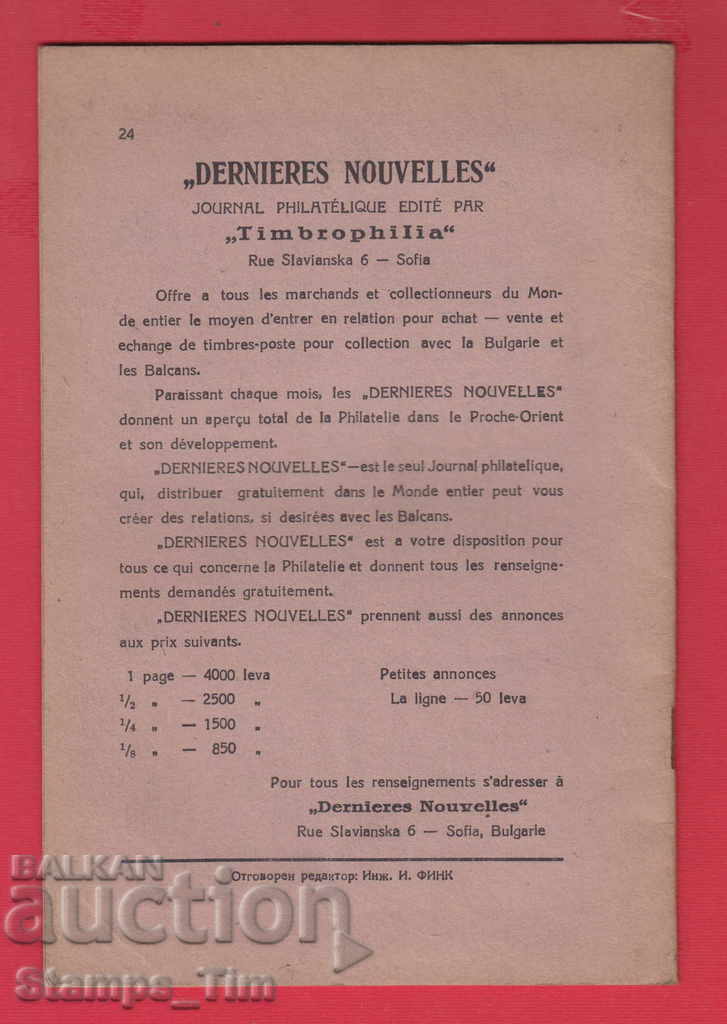 24
„DERNIERES NOUVELLES“
JOURNAL PHILATÉLIQUE EDITÉ PAR
„Timbrophilia“
Rue Slavianska 6 — Sofia
Offre a tous les marchands et collectionneurs du Mon-
de entier le moyen d'entrer en relation pour achat — vente et
echange de timbres-poste pour collection avec la Bulgarie et
les Balcans.
Paraissant chaque mois, les „DERNIERES NOUVELLES“
donnent un aperçu total de la Philatelie dans le Proche-Orient
et son développement.
„DERNIERES NOUVELLES“—est le seul Journal philatelique,
qui, distribuer gratuitement dans le Monde entier peut vous
créer des relations, si desirées avec les Balcans.
„DERNIERES NOUVELLES“ est a votre disposition pour
tous ce qui concerne la Philatelie et donnent tous les renseigne-
ments demandés gratuitement.
„DERNIERES NOUVELLES“ prennent aussi des annonces
aux prix suivants.
1 page — 4000 leva
1/2 „ — 2500 „
1/4 „ — 1500 „
1/8 „ — 850 „
Petites annonces
La ligne — 50 leva
Pour tous les renseignements s'adresser à
„Dernieres Nouvelles“
Rue Slavianska 6 — Sofia, Bulgarie
Отговорен редактор: Инж. И. ФИНК
BALKAN
auction
Stamps_Tim